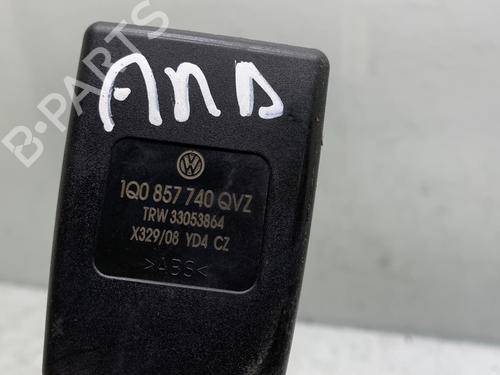 AND
B-PARTS
1Q0 857 740 QVZ
TRW 33053864
X329/08 YD4 CZ
>ABS<